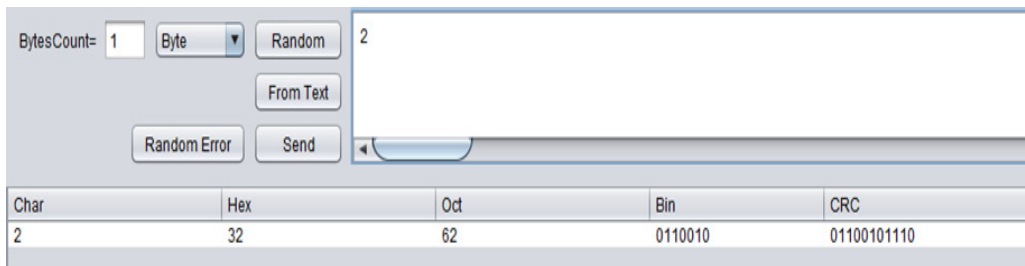 BytesCount= 1 Byte Random
2
From Text
Random Error Send
Char Hex Oct Bin CRC
2 32 62 0110010 01100101110